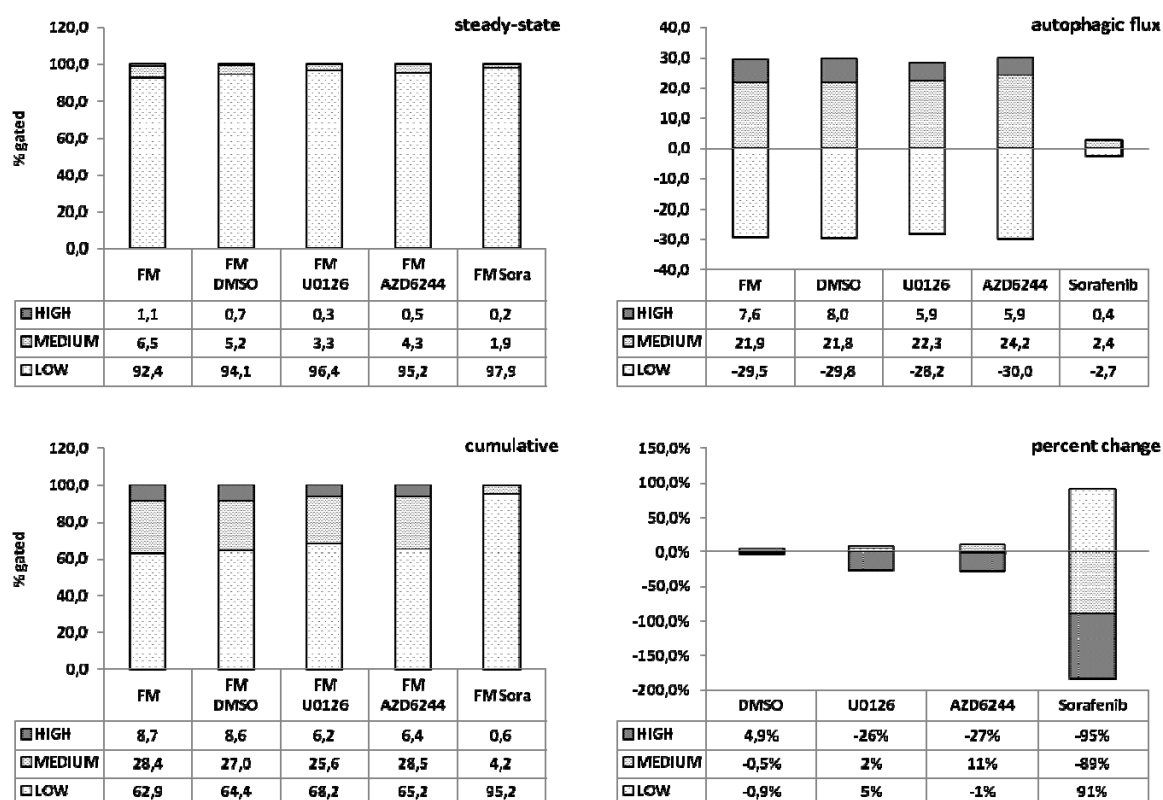 steady-state
120,0
100,0
80,0
60,0
40,0
20,0
0,0
% gated
FM FM DMSO FM U0126 FM AZD6244 FM Sora
HIGH 1,1 0,7 0,3 0,5 0,2
MEDIUM 6,5 5,2 3,3 4,3 1,9
LOW 92,4 94,1 96,4 95,2 97,9
autophagic flux
40,0
30,0
20,0
10,0
0,0
-10,0
-20,0
-30,0
-40,0
FM DMSO U0126 AZD6244 Sorafenib
HIGH 7,6 8,0 5,9 5,9 0,4
MEDIUM 21,9 21,8 22,3 24,2 2,4
LOW -29,5 -29,8 -28,2 -30,0 -2,7
cumulative
120,0
100,0
80,0
60,0
40,0
20,0
0,0
% gated
FM FM DMSO FM U0126 FM AZD6244 FM Sora
HIGH 8,7 8,6 6,2 6,4 0,6
MEDIUM 28,4 27,0 25,6 28,5 4,2
LOW 62,9 64,4 68,2 65,2 95,2
percent change
150,0%
100,0%
50,0%
0,0%
-50,0%
-100,0%
-150,0%
-200,0%
DMSO U0126 AZD6244 Sorafenib
HIGH 4,9% -26% -27% -95%
MEDIUM -0,5% 2% 11% -89%
LOW -0,9% 5% -1% 91%